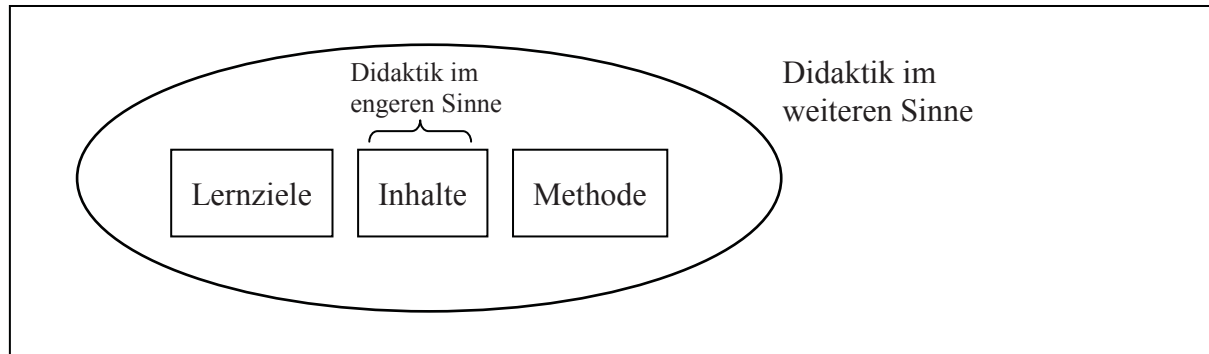 Didaktik im
engeren Sinne
Didaktik im
weiteren Sinne
Lernziele
Inhalte
Methode